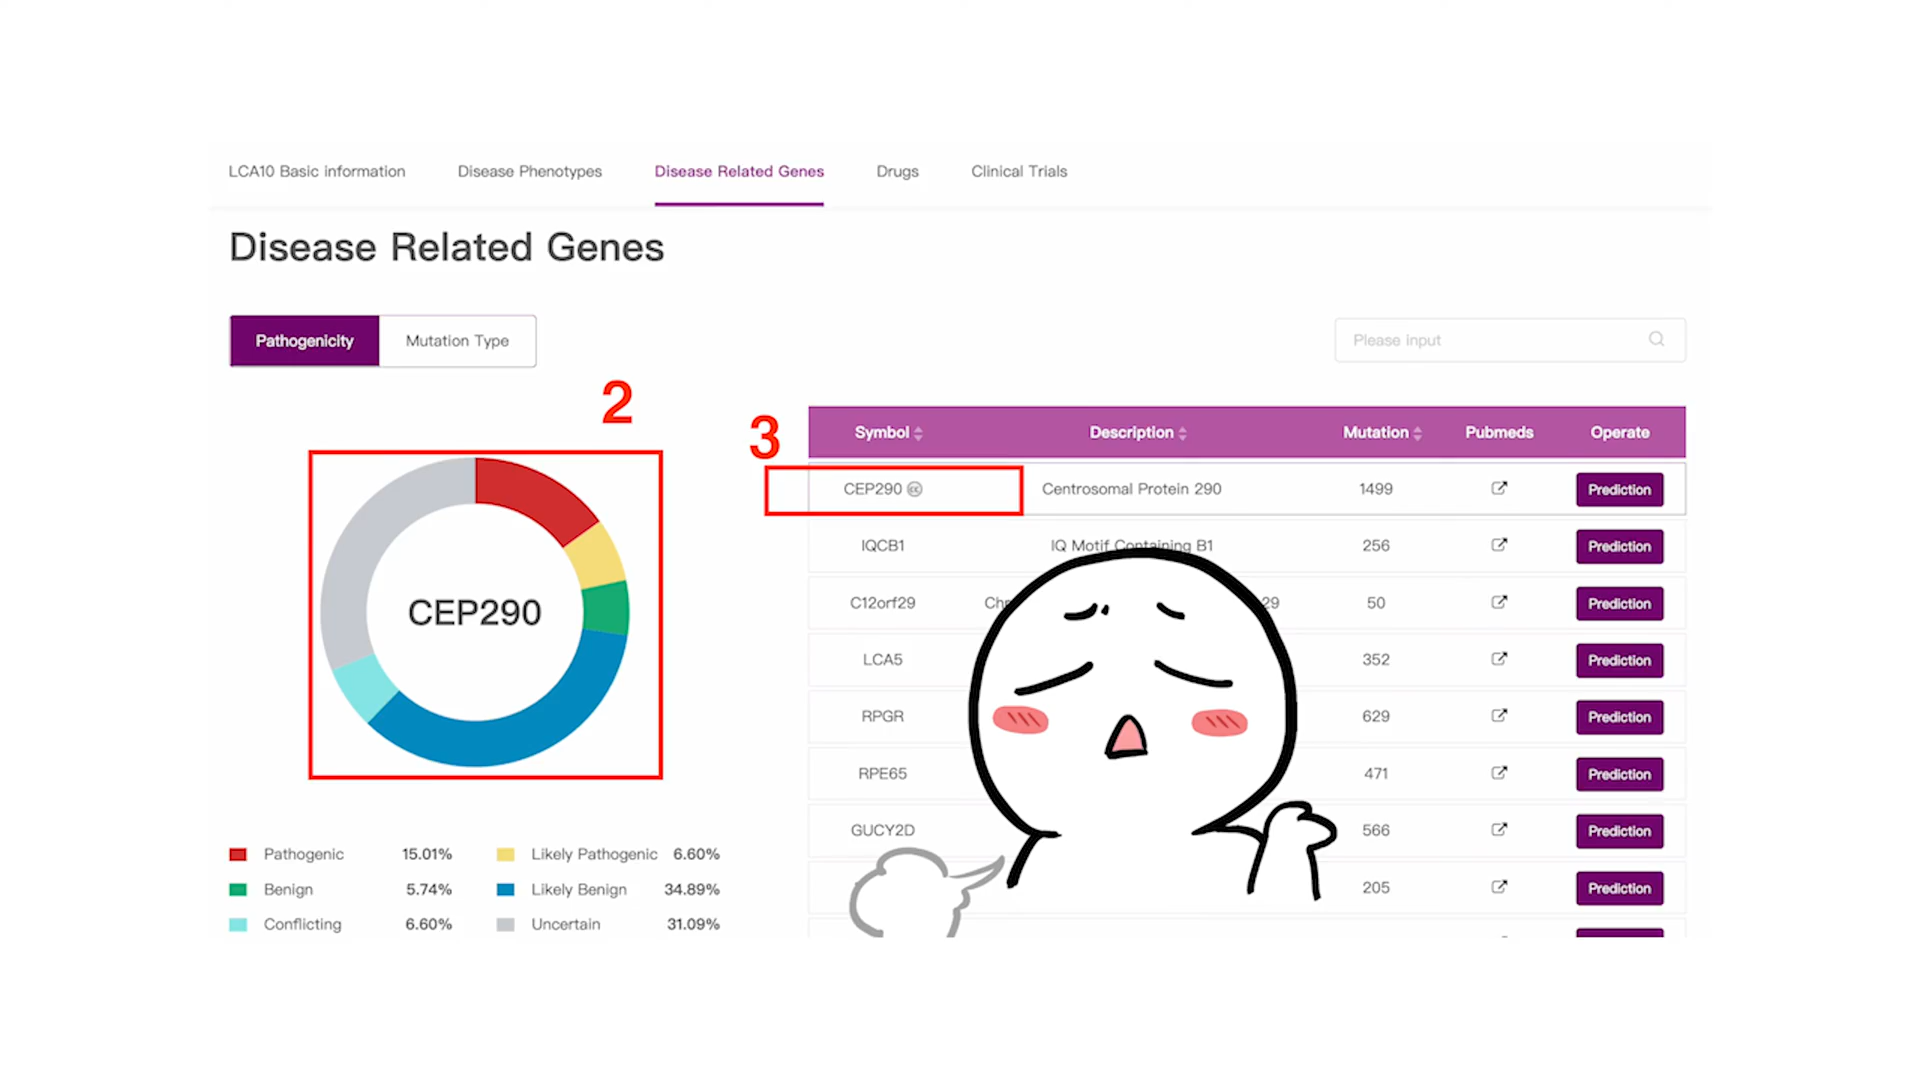 LCA10 Basic information Disease Phenotypes Disease Related Genes Drugs Clinical Trials
Disease Related Genes
Pathogenicity Mutation Type
Please input
2
3
Symbol Description Mutation Pubmeds Operate
CEP290 cc Centrosomal Protein 290 1499 Prediction
IQCB1 IQ Motif Containing B1 256 Prediction
C12orf29 29 50 Prediction
LCA5 352 Prediction
RPGR 629 Prediction
RPE65 471 Prediction
GUCY2D 566 Prediction
205 Prediction
CEP290
Pathogenic 15.01% Likely Pathogenic 6.60%
Benign 5.74% Likely Benign 34.89%
Conflicting 6.60% Uncertain 31.09%